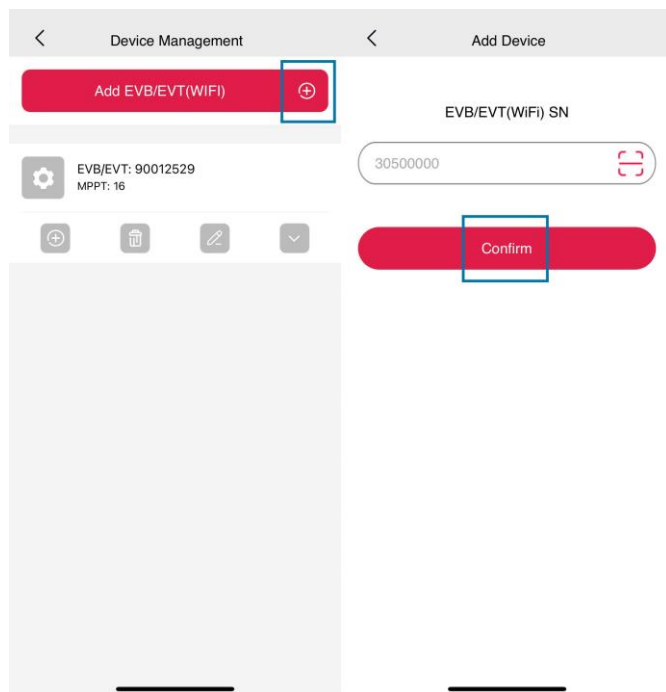 Device Management
Add EVB/EVT(WIFI)
EVB/EVT: 90012529
MPPT: 16
Add Device
EVB/EVT(WiFi) SN
30500000
Confirm